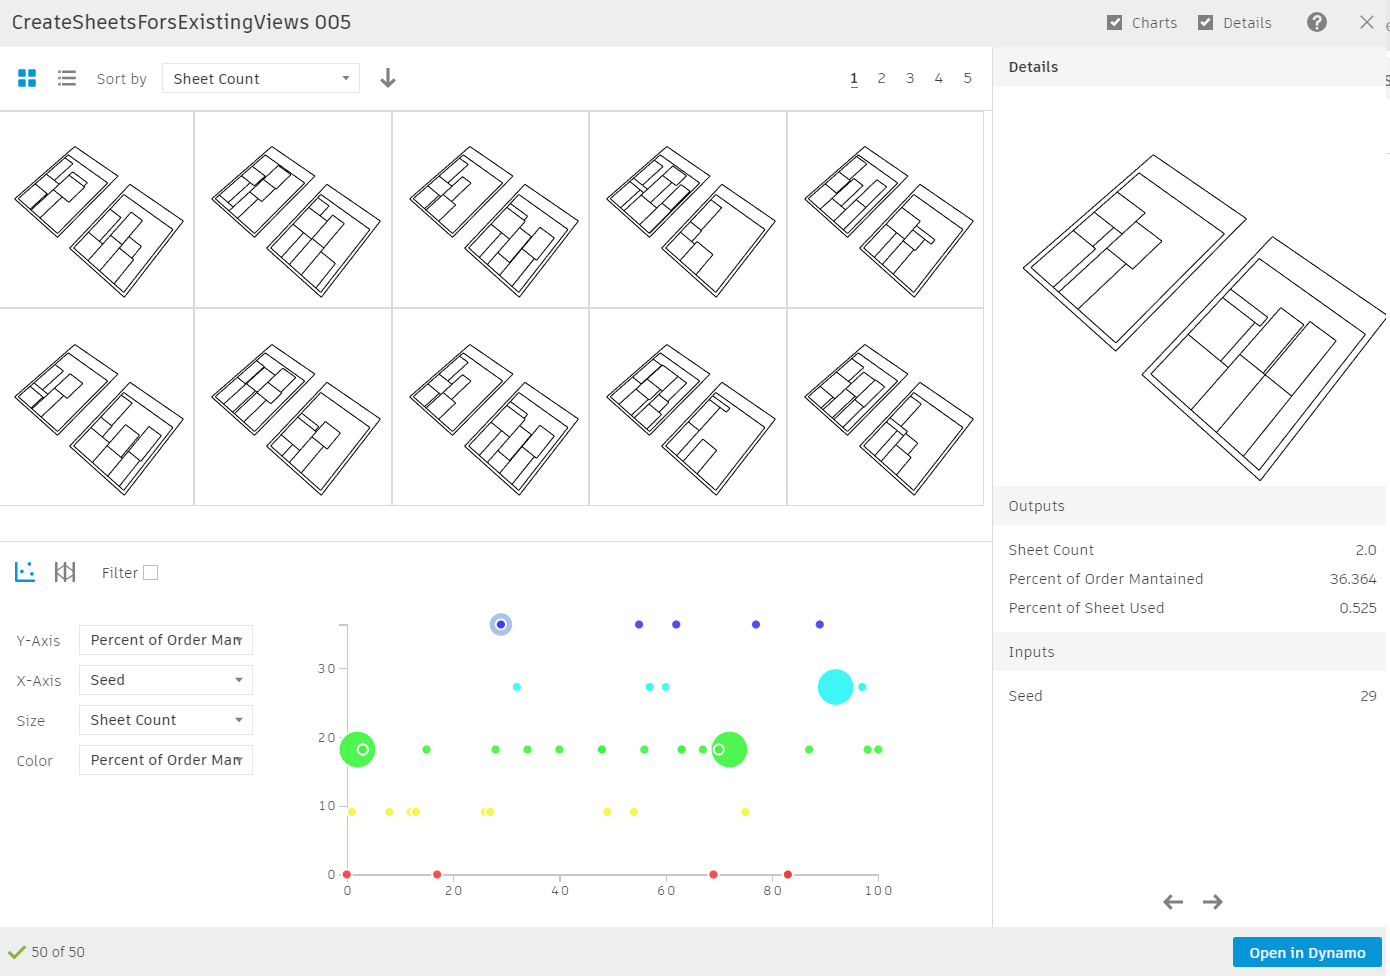 CreateSheetsForsExistingViews 005
Charts
Details
Sort by
Sheet Count
1 2 3 4 5
Details
Outputs
Sheet Count 2.0
Percent of Order Mantained 36.364
Percent of Sheet Used 0.525
Inputs
Seed 29
Filter
Y-Axis Percent of Order Man
X-Axis Seed
Size Sheet Count
Color Percent of Order Man
30
20
10
0
0 20 40 60 80 100
50 of 50
Open in Dynamo